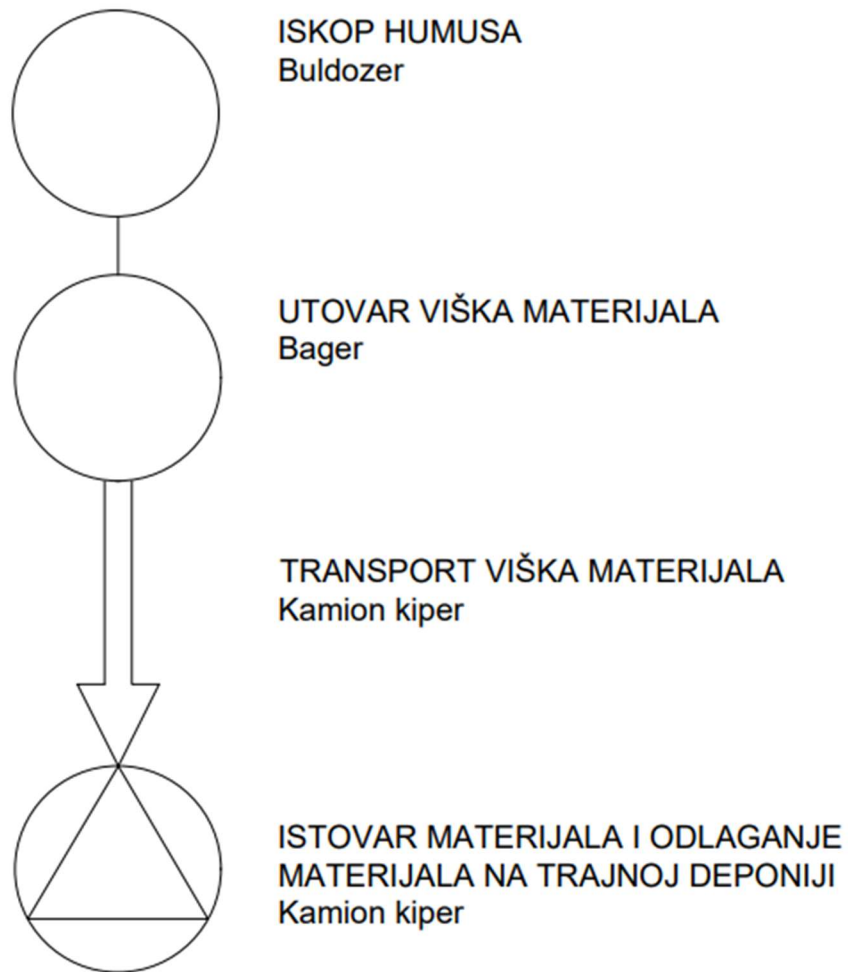 ISKOP HUMUSA
Buldozer
UTOVAR VIŠKA MATERIJALA
Bager
TRANSPORT VIŠKA MATERIJALA
Kamion kiper
ISTOVAR MATERIJALA I ODLAGANJE
MATERIJALA NA TRAJNOJ DEPONIJI
Kamion kiper